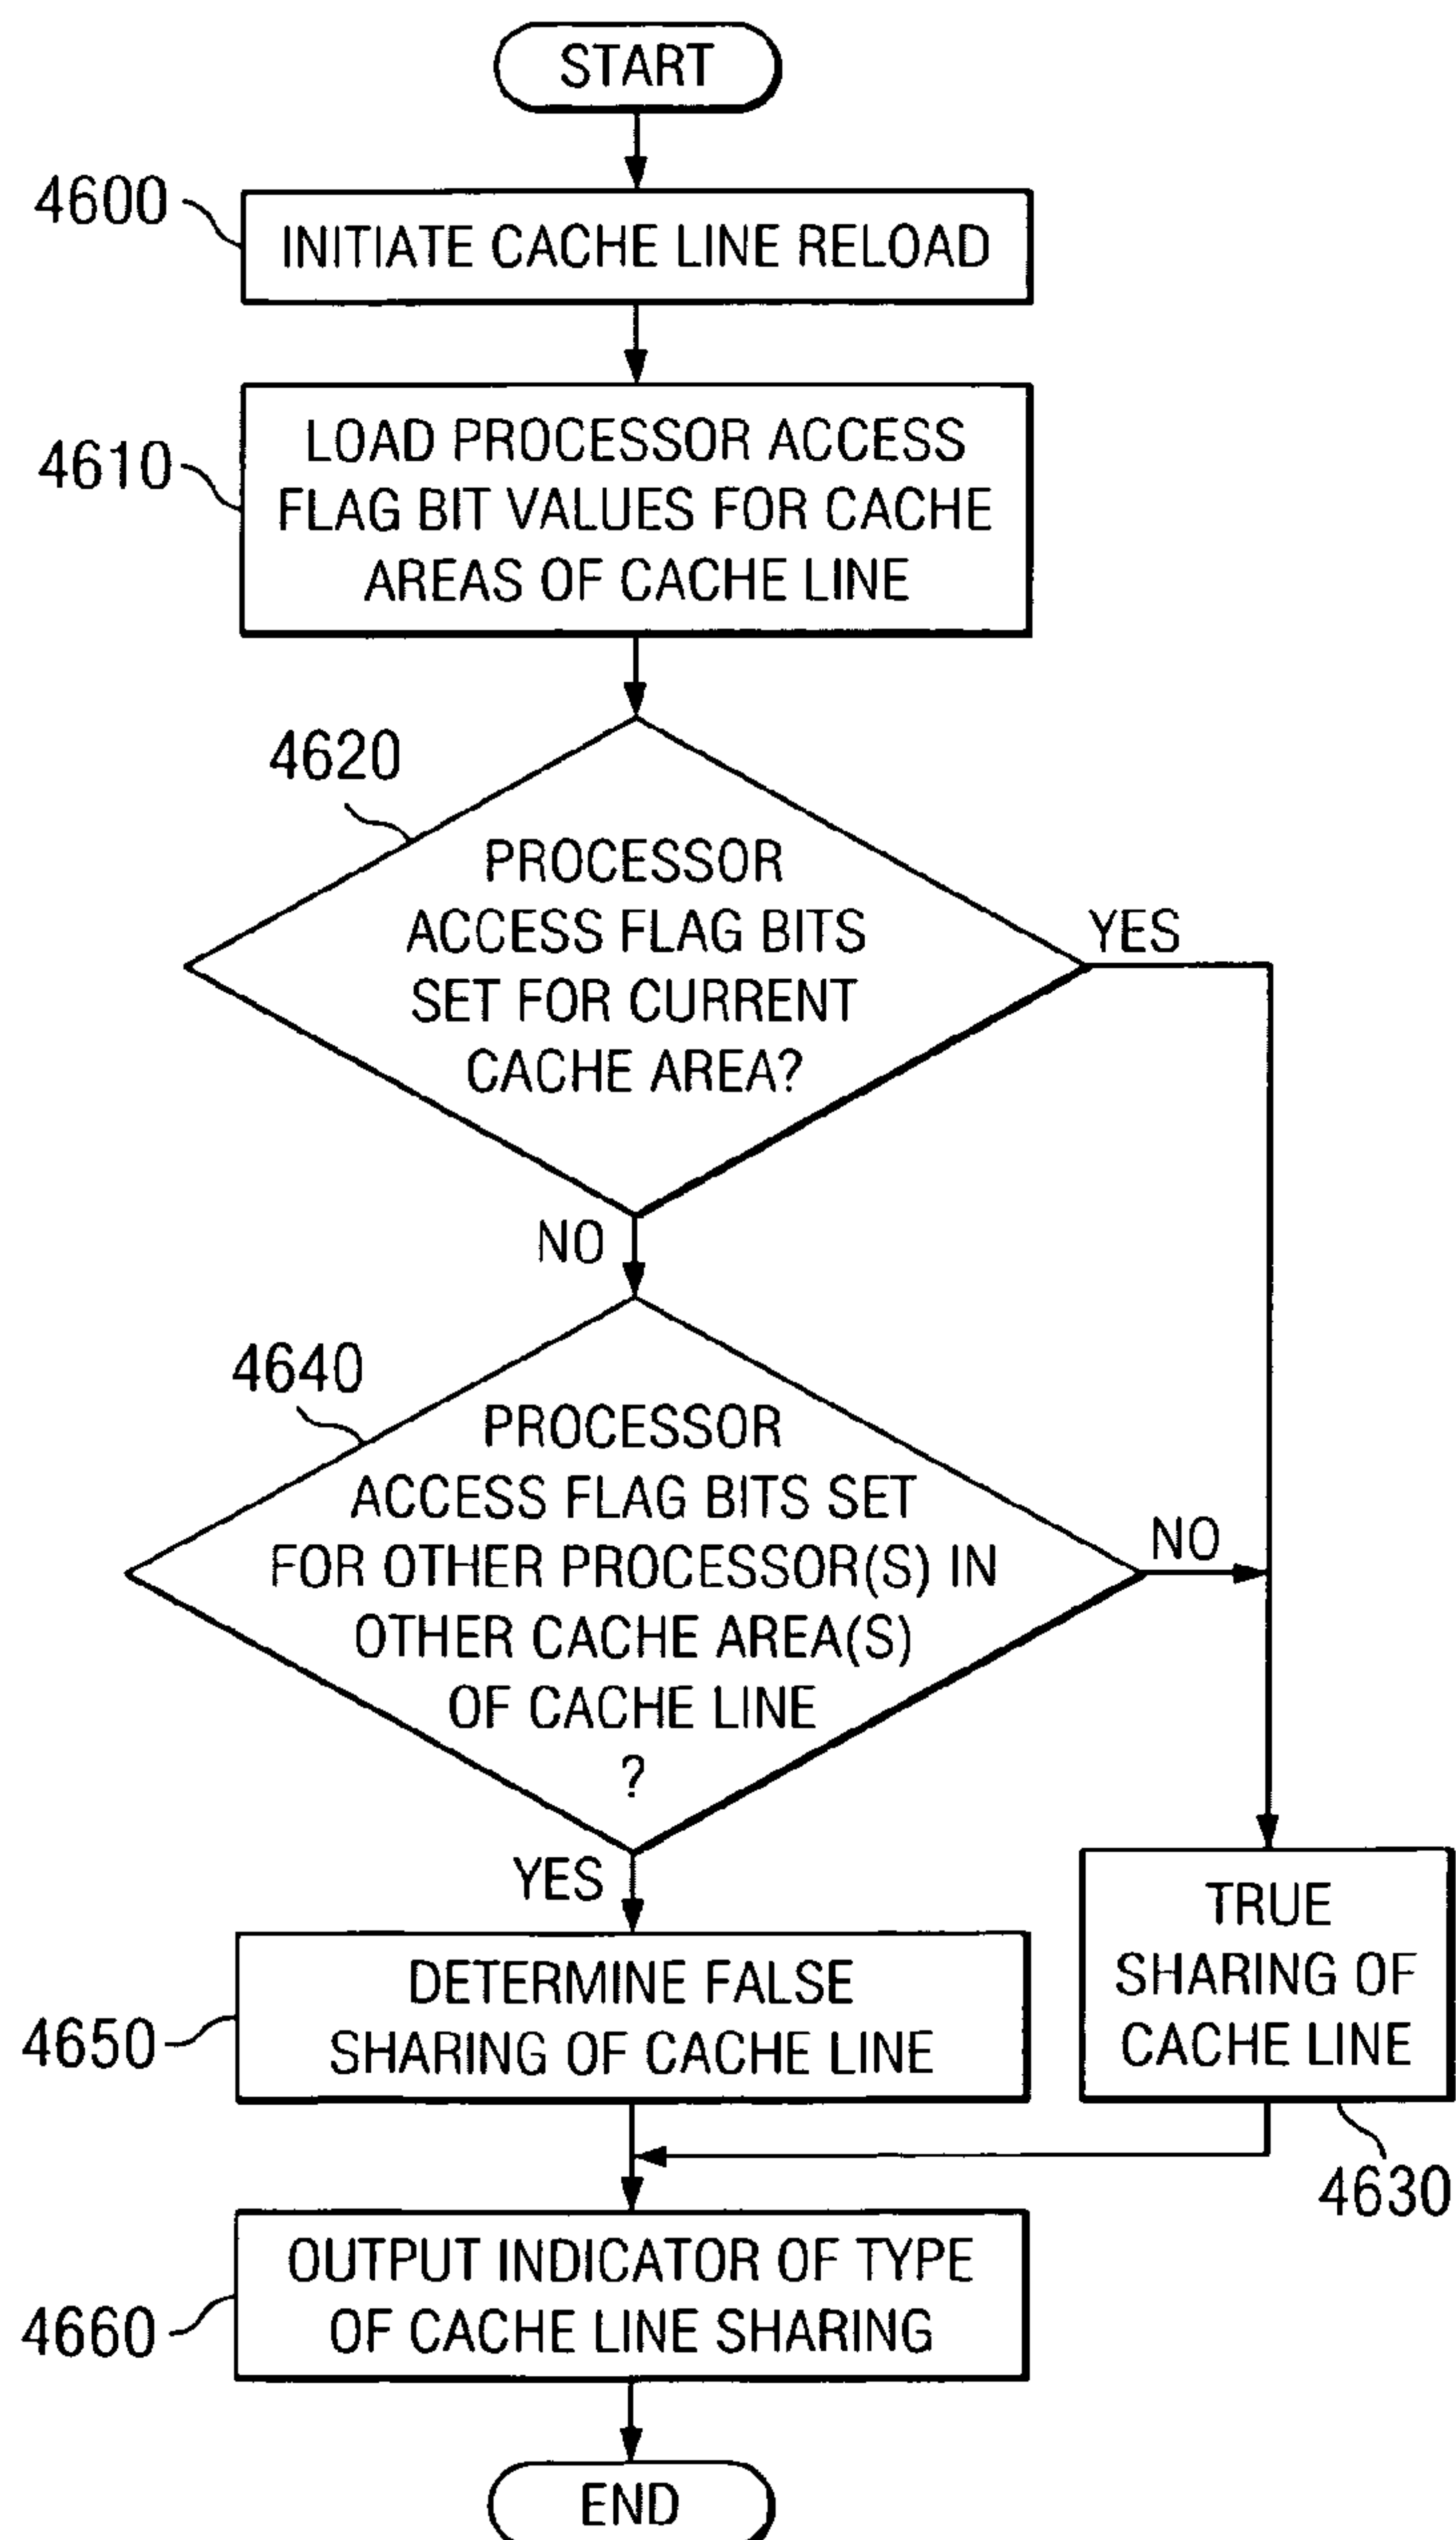 START
4600
INITIATE CACHE LINE RELOAD
4610
LOAD PROCESSOR ACCESS
FLAG BIT VALUES FOR CACHE
AREAS OF CACHE LINE
4620
PROCESSOR
ACCESS FLAG BITS
SET FOR CURRENT
CACHE AREA?
YES
NO
4640
PROCESSOR
ACCESS FLAG BITS SET
FOR OTHER PROCESSOR(S) IN
OTHER CACHE AREA(S)
OF CACHE LINE
?
NO
YES
4650
DETERMINE FALSE
SHARING OF CACHE LINE
TRUE
SHARING OF
CACHE LINE
4630
4660
OUTPUT INDICATOR OF TYPE
OF CACHE LINE SHARING
END